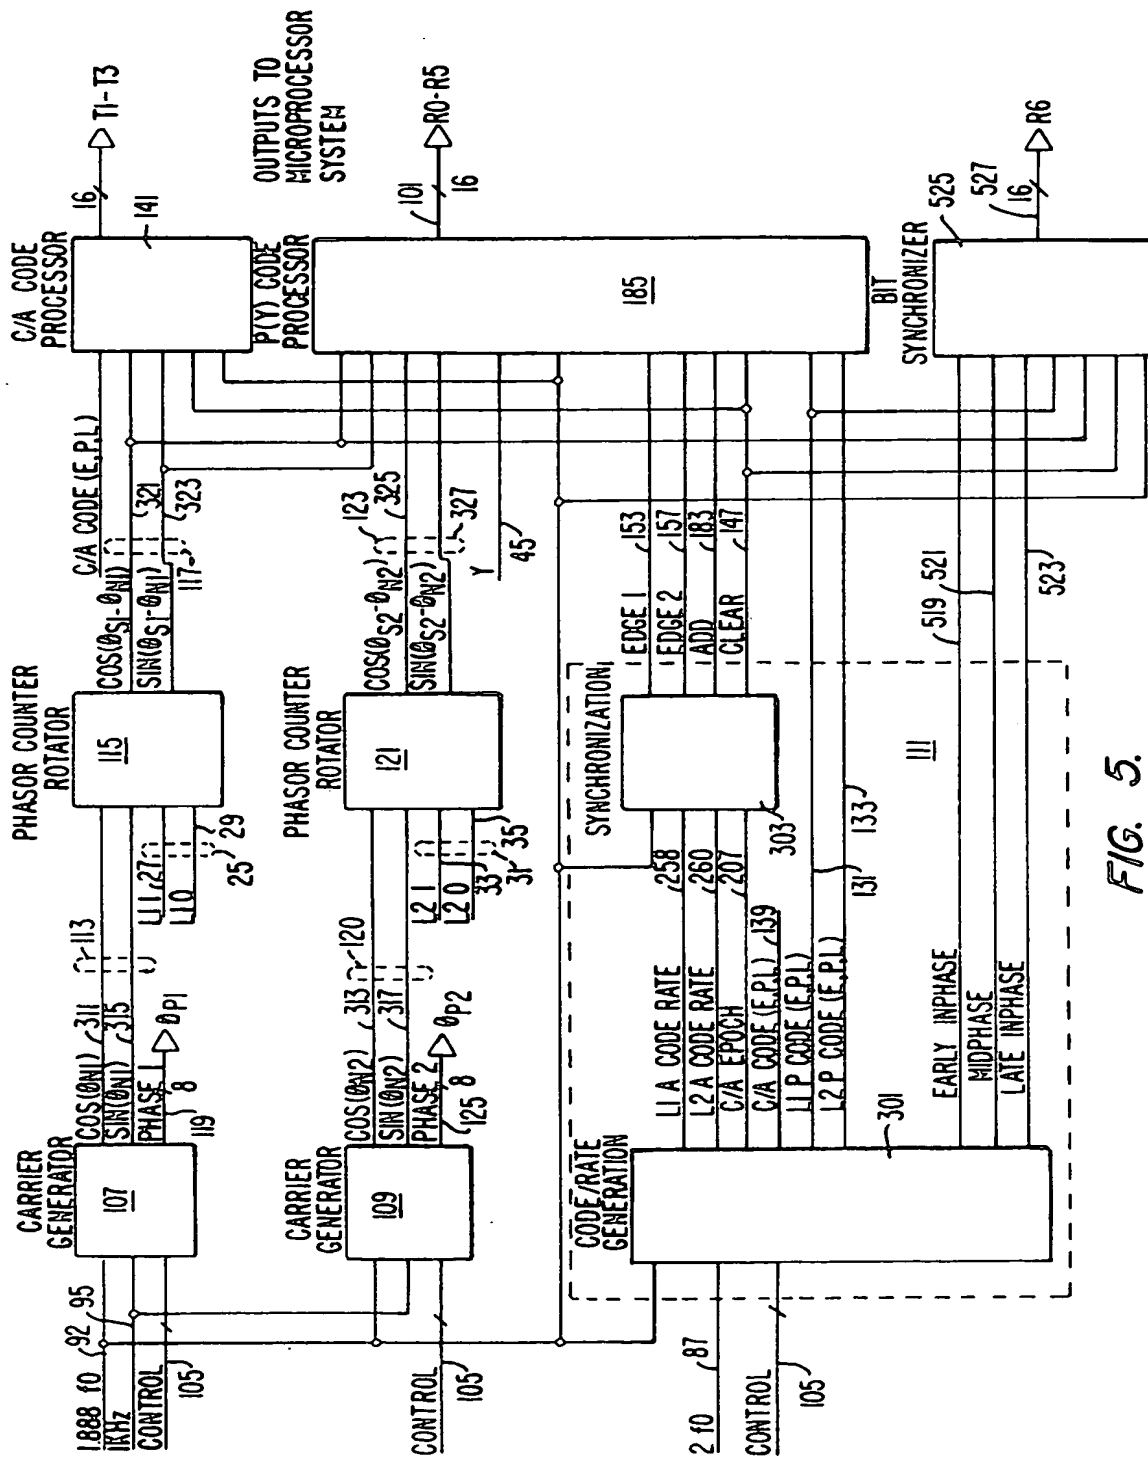 1.888 f0
92
95
1KHz
CONTROL
105
CARRIER
GENERATOR
107
COS(ØN1)
311
SIN(ØN1)
315
PHASE 1
8
119
ØP1
113
L1 1
27
L1 0
29
25
PHASOR COUNTER
ROTATOR
115
COS(ØS1-ØN1)
SIN(ØS1-ØN1)
117
C/A CODE (E,P,L)
321
323
C/A CODE
PROCESSOR
141
16
T1-T3
CONTROL
105
CARRIER
GENERATOR
109
COS(ØN2)
313
SIN(ØN2)
317
PHASE 2
8
125
ØP2
120
L2 1
33
L2 0
35
31
PHASOR COUNTER
ROTATOR
121
COS(ØS2-ØN2)
SIN(ØS2-ØN2)
123
325
327
Y
45
P(Y) CODE
PROCESSOR
185
OUTPUTS TO
MICROPROCESSOR
SYSTEM
101
16
R0-R5
2 f0
87
CONTROL
105
CODE/RATE
GENERATION
301
L1 A CODE RATE
258
L2 A CODE RATE
260
C/A EPOCH
207
C/A CODE (E,P,L)
139
L1 P CODE (E,P,L)
131
L2 P CODE (E,P,L)
133
SYNCHRONIZATION
303
EDGE 1
153
EDGE 2
157
ADD
183
CLEAR
147
111
EARLY INPHASE
519
MIDPHASE
521
LATE INPHASE
523
BIT
SYNCHRONIZER
525
527
16
R6
FIG. 5.